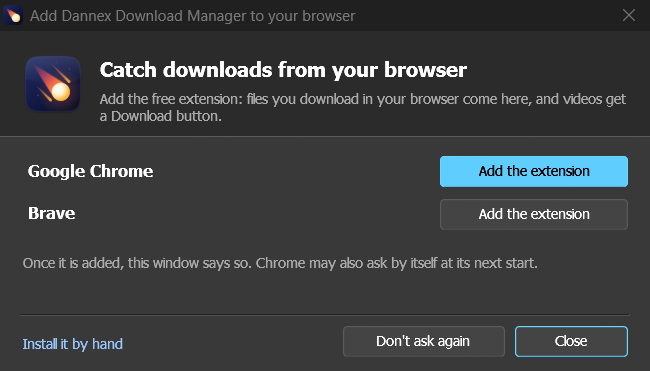 Add Dannex Download Manager to your browser
Catch downloads from your browser
Add the free extension: files you download in your browser come here, and videos get
a Download button.
Google Chrome
Add the extension
Brave
Add the extension
Once it is added, this window says so. Chrome may also ask by itself at its next start.
Install it by hand
Don't ask again
Close